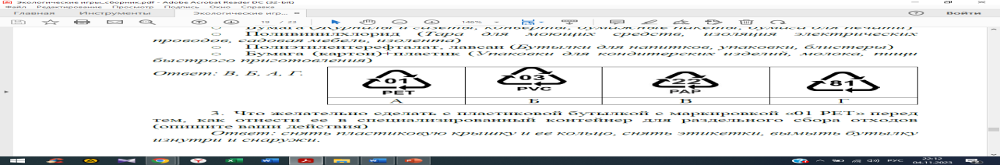 Экологические игры_сборник.pdf - Adobe Acrobat Reader DC (32-bit)
Файл Редактирование Просмотр Подпись Окно Справка
Главная Инструменты Экологические игр... × Войти
19 / 23 146%
○ Бумага (Журналы и газеты, конверты, бумажные пакеты, бумага для печати)
○ Поливинилхлорид (Тара для моющих средств, изоляция электрических
проводов, садовая мебель, изолента)
○ Полиэтилентерефталат, лавсан (Бутылки для напитков, упаковки, блистеры)
○ Бумага (картон)+пластик (Упаковки для кондитерских изделий, молока, пищи
быстрого приготовления)
Ответ: В, Б, А, Г.
01 03 22 81
PET PVC PAP
А Б В Г
3. Что желательно сделать с пластиковой бутылкой с маркировкой «01 PET» перед
тем, как отнести ее в специализированный контейнер для раздельного сбора отходов
(опишите ваши действия)
Ответ: снять пластиковую крышку и ее кольцо, снять этикетки, вымыть бутылку
изнутри и снаружи.
РУС 22:12
04.11.2023